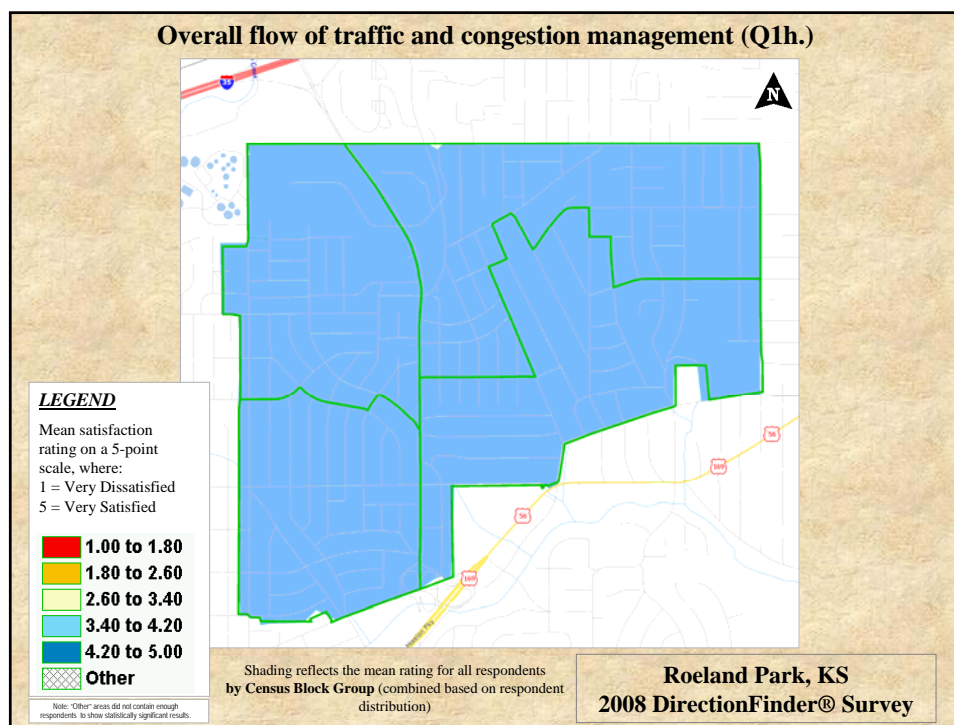 Overall flow of traffic and congestion management (Q1h.)
35
N
LEGEND
Mean satisfaction
rating on a 5-point
scale, where:
1 = Very Dissatisfied
5 = Very Satisfied
1.00 to 1.80
1.80 to 2.60
2.60 to 3.40
3.40 to 4.20
4.20 to 5.00
Other
Note: "Other" areas did not contain enough
respondents to show statistically significant results.
56
169
56
169
Shading reflects the mean rating for all respondents
by Census Block Group (combined based on respondent
distribution)
Roeland Park, KS
2008 DirectionFinder® Survey